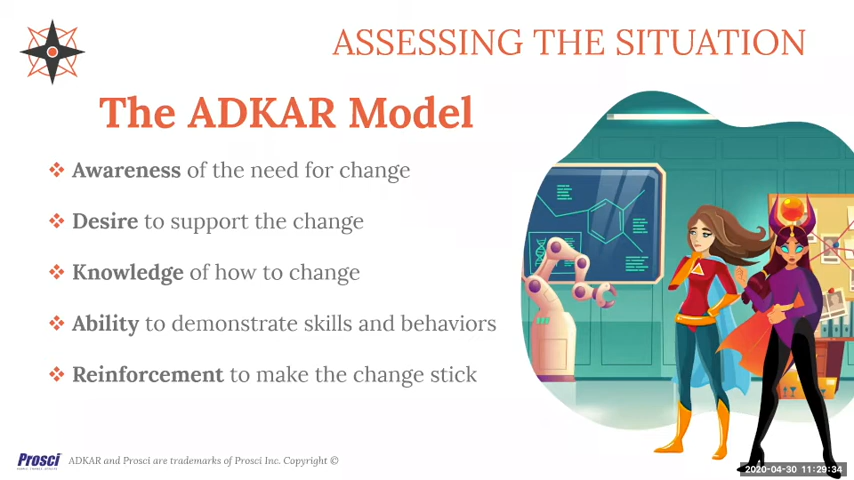 ASSESSING THE SITUATION
The ADKAR Model
❖ Awareness of the need for change
❖ Desire to support the change
❖ Knowledge of how to change
❖ Ability to demonstrate skills and behaviors
❖ Reinforcement to make the change stick
Prosci ADKAR and Prosci are trademarks of Prosci Inc. Copyright ©
2020-04-30 11:29:34